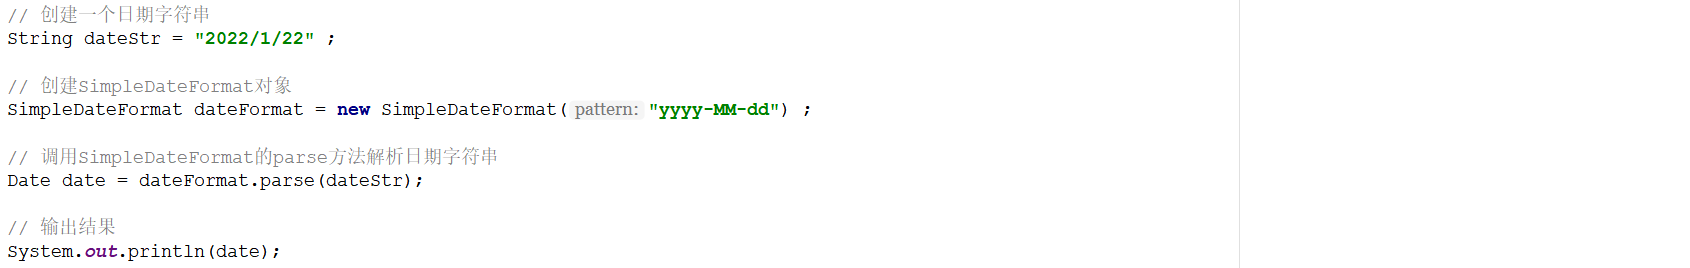 // 创建一个日期字符串
String dateStr = "2022/1/22" ;
// 创建SimpleDateFormat对象
SimpleDateFormat dateFormat = new SimpleDateFormat( pattern: "yyyy-MM-dd") ;
// 调用SimpleDateFormat的parse方法解析日期字符串
Date date = dateFormat.parse(dateStr);
// 输出结果
System.out.println(date);